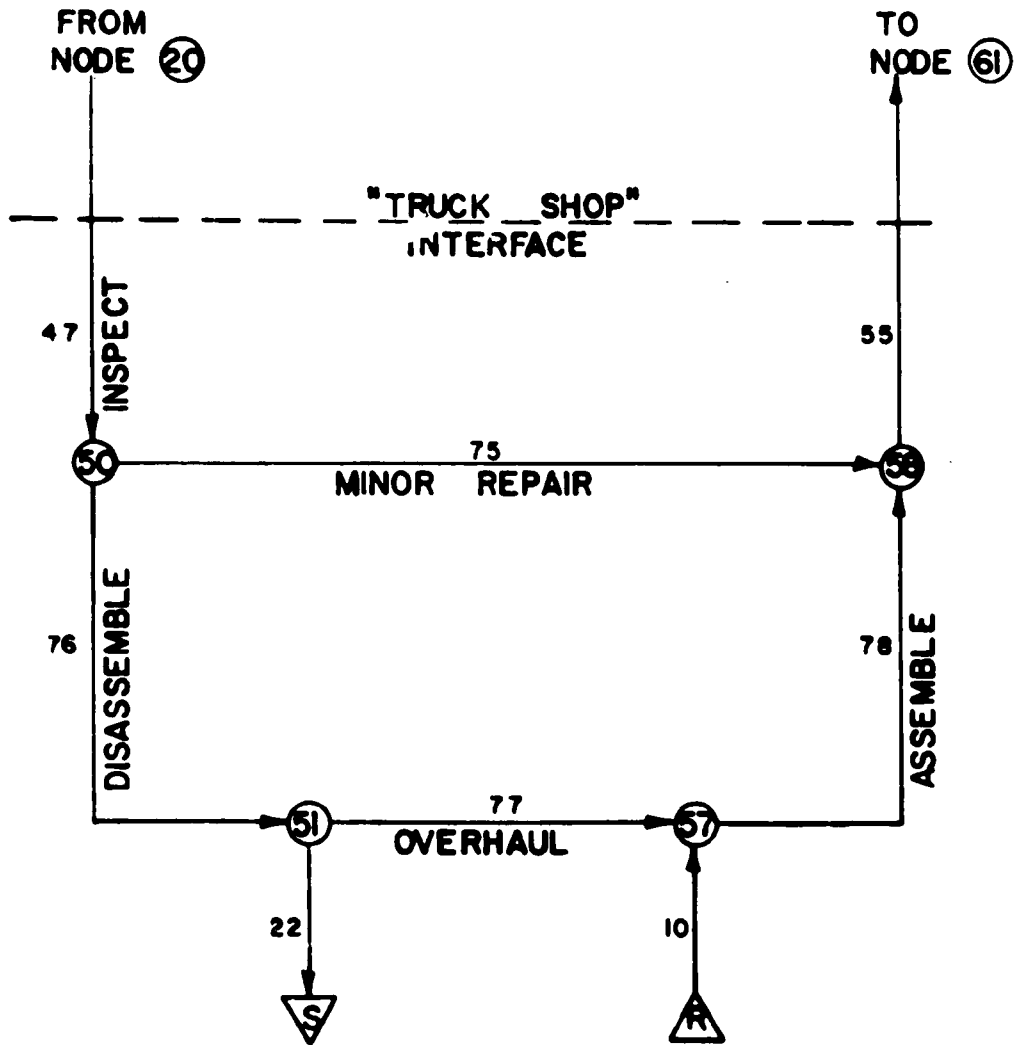 FROM
NODE 20
TO
NODE 61
"TRUCK SHOP"
INTERFACE
47
INSPECT
55
50
75
MINOR REPAIR
58
76
DISASSEMBLE
78
ASSEMBLE
51
77
OVERHAUL
57
22
10
S
R